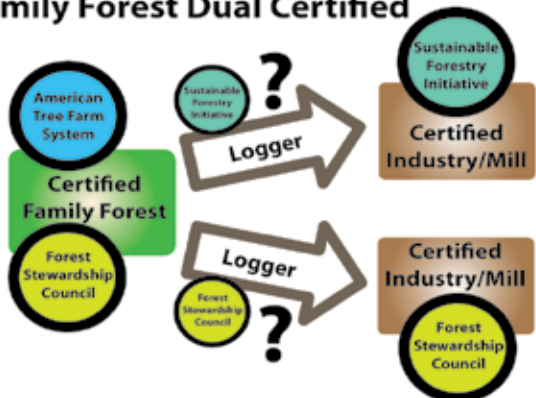 mily Forest Dual Certified
American
Tree Farm
System
Certified
Family Forest
Forest
Stewardship
Council
Sustainable
Forestry
Initiative
?
Logger
Logger
Forest
Stewardship
Council
?
Sustainable
Forestry
Initiative
Certified
Industry/Mill
Certified
Industry/Mill
Forest
Stewardship
Council